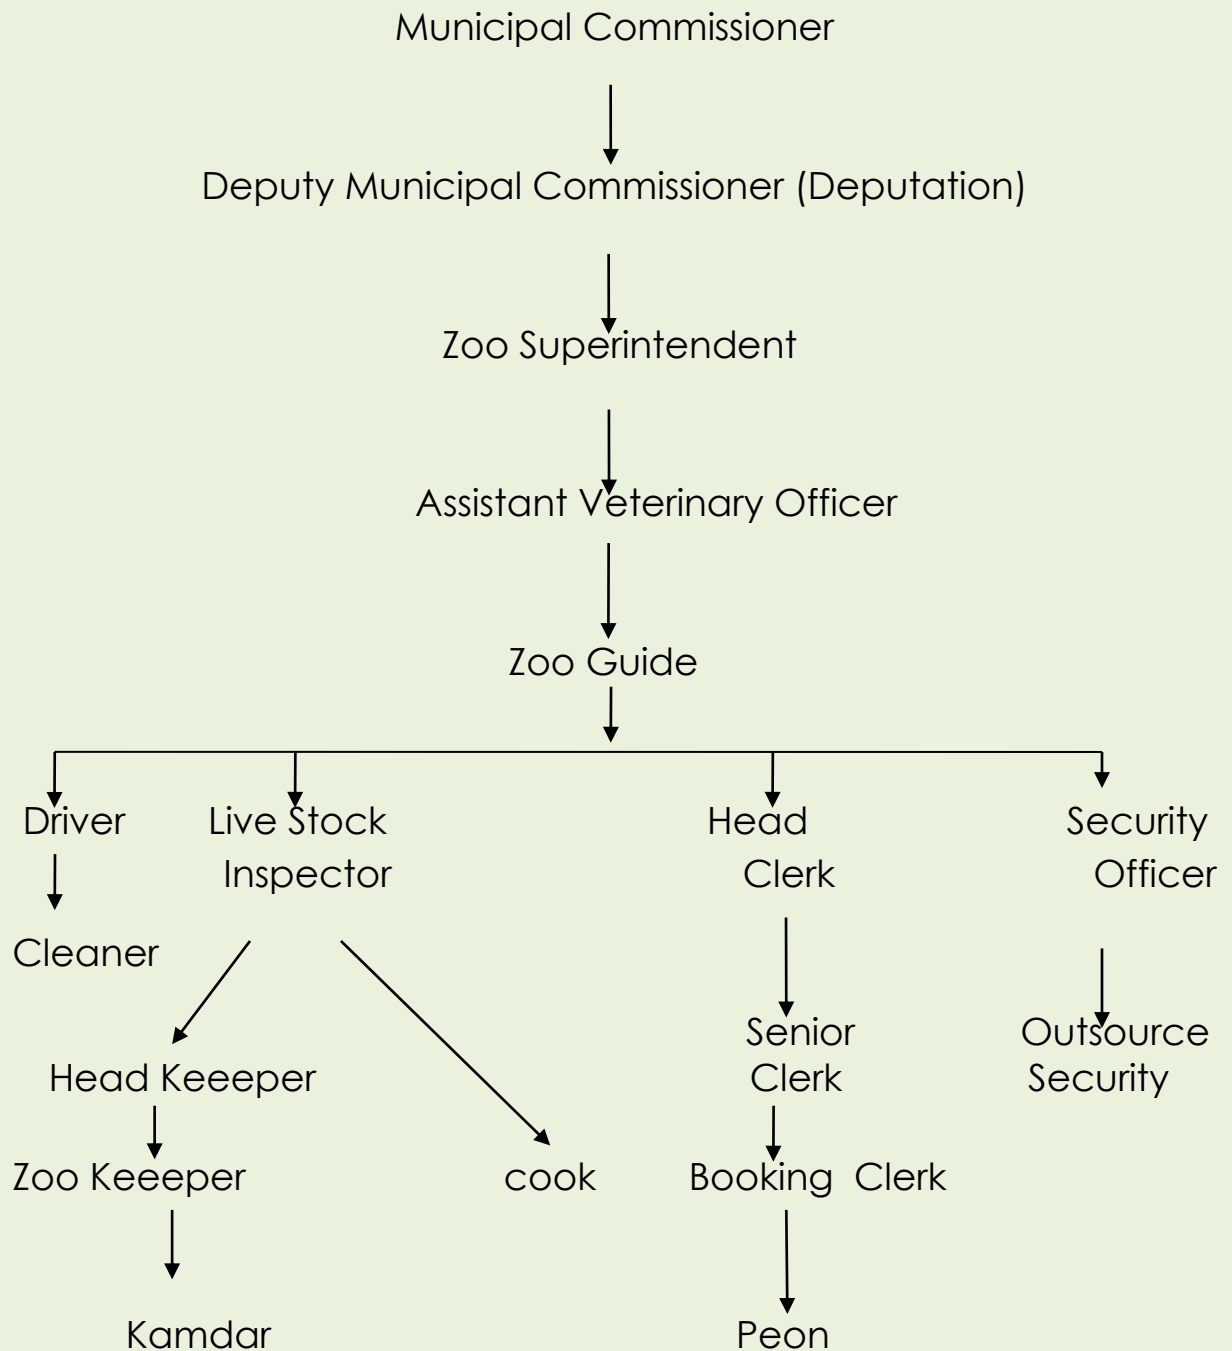 Municipal Commissioner
Deputy Municipal Commissioner (Deputation)
Zoo Superintendent
Assistant Veterinary Officer
Zoo Guide
Driver
Live Stock
Inspector
Head
Clerk
Security
Officer
Cleaner
Senior
Clerk
Outsource
Security
Head Keeeper
Zoo Keeeper
cook
Booking Clerk
Kamdar
Peon